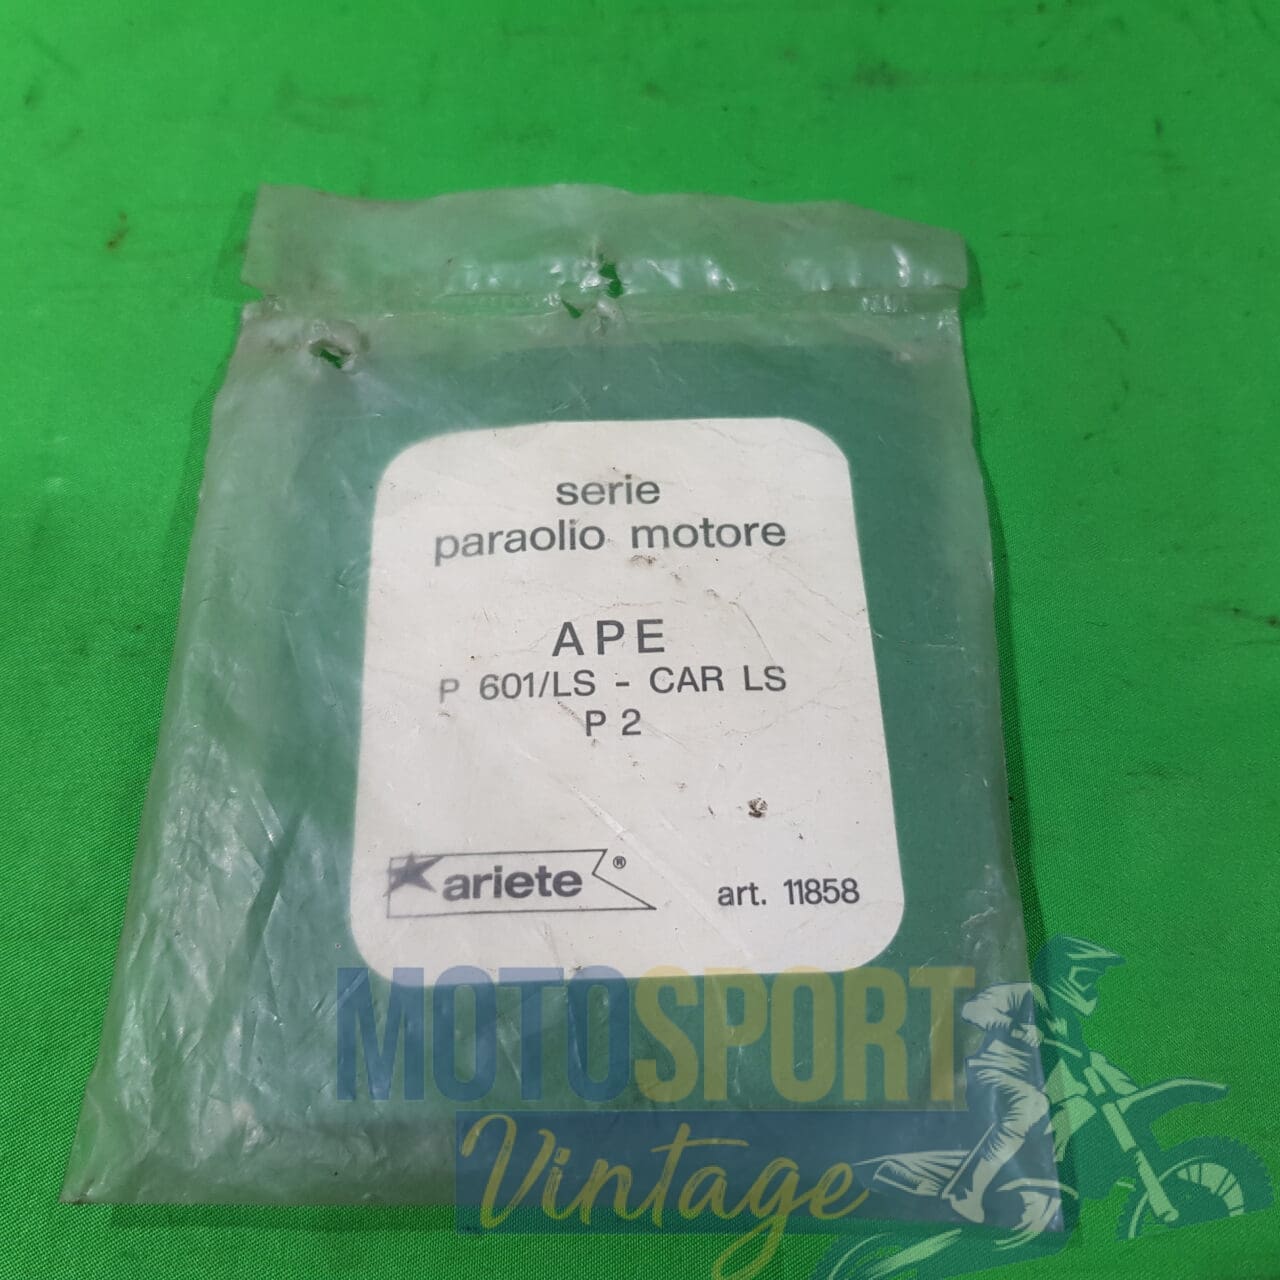 serie
paraolio motore
APE
P 601/LS - CAR LS
P 2
ariete ®
art. 11858
MOTOSPORT
Vintage